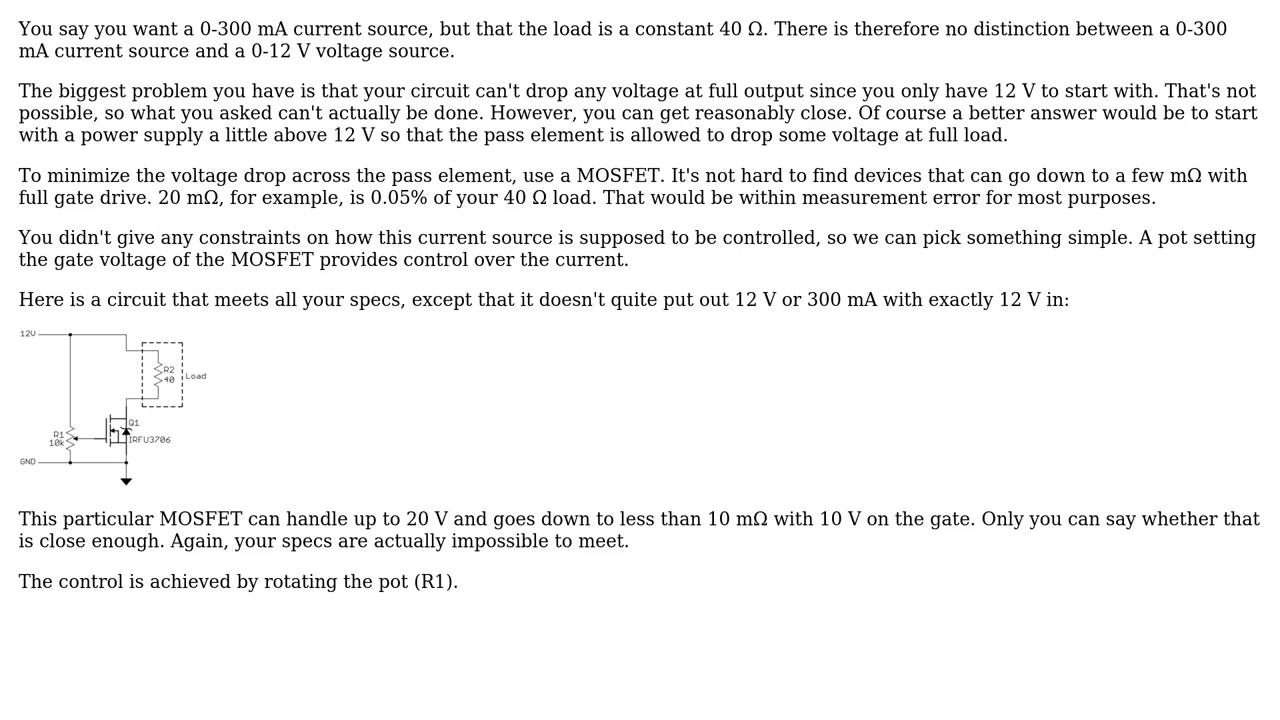 You say you want a 0-300 mA current source, but that the load is a constant 40 Ω. There is therefore no distinction between a 0-300
mA current source and a 0-12 V voltage source.
The biggest problem you have is that your circuit can't drop any voltage at full output since you only have 12 V to start with. That's not
possible, so what you asked can't actually be done. However, you can get reasonably close. Of course a better answer would be to start
with a power supply a little above 12 V so that the pass element is allowed to drop some voltage at full load.
To minimize the voltage drop across the pass element, use a MOSFET. It's not hard to find devices that can go down to a few mΩ with
full gate drive. 20 mΩ, for example, is 0.05% of your 40 Ω load. That would be within measurement error for most purposes.
You didn't give any constraints on how this current source is supposed to be controlled, so we can pick something simple. A pot setting
the gate voltage of the MOSFET provides control over the current.
Here is a circuit that meets all your specs, except that it doesn't quite put out 12 V or 300 mA with exactly 12 V in:
12V
R2
40
Load
Q1
IRFU3706
R1
10k
GND
This particular MOSFET can handle up to 20 V and goes down to less than 10 mΩ with 10 V on the gate. Only you can say whether that
is close enough. Again, your specs are actually impossible to meet.
The control is achieved by rotating the pot (R1).